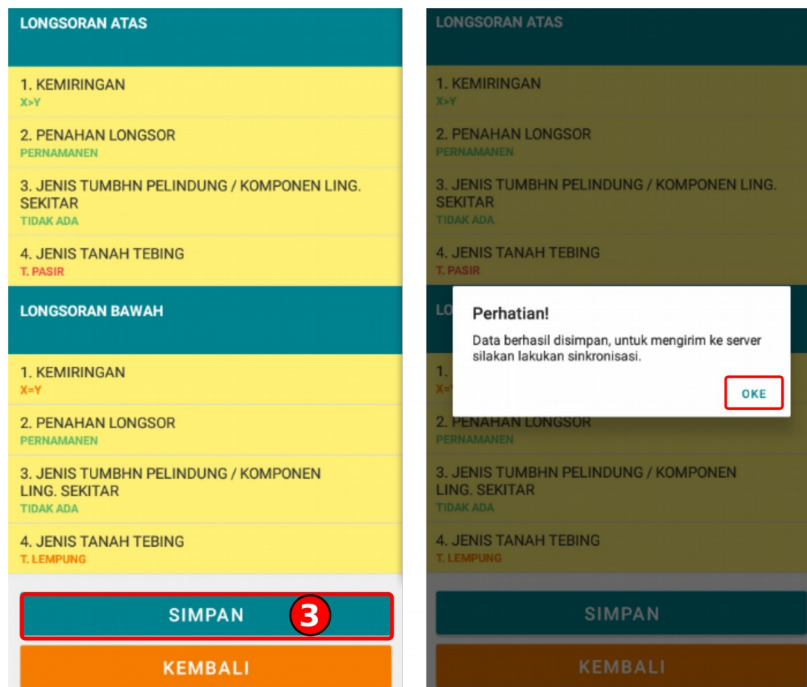 LONGSORAN ATAS
1. KEMIRINGAN
X>Y
2. PENAHAN LONGSOR
PERNAMANEN
3. JENIS TUMBHN PELINDUNG / KOMPONEN LING.
SEKITAR
TIDAK ADA
4. JENIS TANAH TEBING
T. PASIR
LONGSORAN BAWAH
1. KEMIRINGAN
X=Y
2. PENAHAN LONGSOR
PERNAMANEN
3. JENIS TUMBHN PELINDUNG / KOMPONEN
LING. SEKITAR
TIDAK ADA
4. JENIS TANAH TEBING
T. LEMPUNG
SIMPAN 3
KEMBALI
LONGSORAN ATAS
1. KEMIRINGAN
X>Y
2. PENAHAN LONGSOR
PERNAMANEN
3. JENIS TUMBHN PELINDUNG / KOMPONEN LING.
SEKITAR
TIDAK ADA
4. JENIS TANAH TEBING
T. PASIR
LO
Perhatian!
Data berhasil disimpan, untuk mengirim ke server
silakan lakukan sinkronisasi.
OKE
1.
X=
2. PENAHAN LONGSOR
PERNAMANEN
3. JENIS TUMBHN PELINDUNG / KOMPONEN
LING. SEKITAR
TIDAK ADA
4. JENIS TANAH TEBING
T. LEMPUNG
SIMPAN
KEMBALI